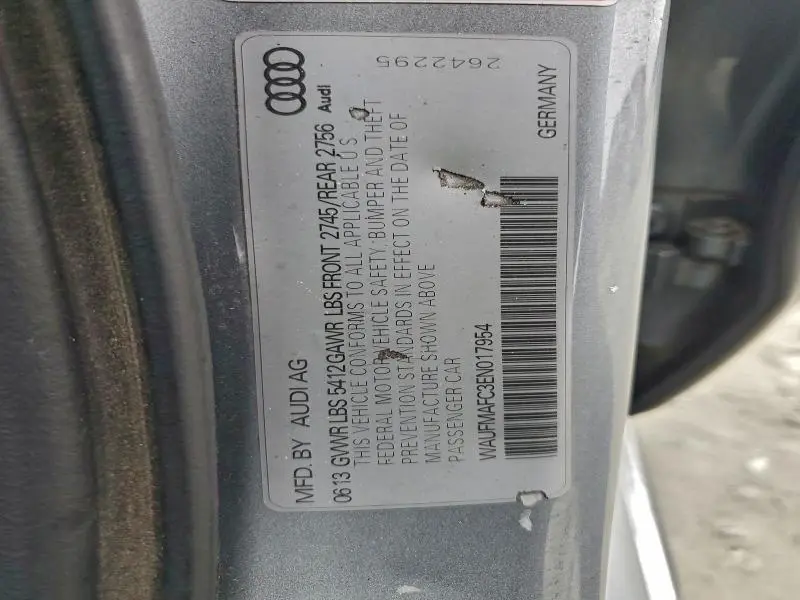 Audi
2642295
MFD. BY AUDI AG
0613 GVWR LBS 5412 GAWR LBS FRONT 2745/REAR 2756
THIS VEHICLE CONFORMS TO ALL APPLICABLE U S
FEDERAL MOTOR VEHICLE SAFETY, BUMPER AND THEFT
PREVENTION STANDARDS IN EFFECT ON THE DATE OF
MANUFACTURE SHOWN ABOVE
PASSENGER CAR
WAUFMAFC3EN017954
GERMANY